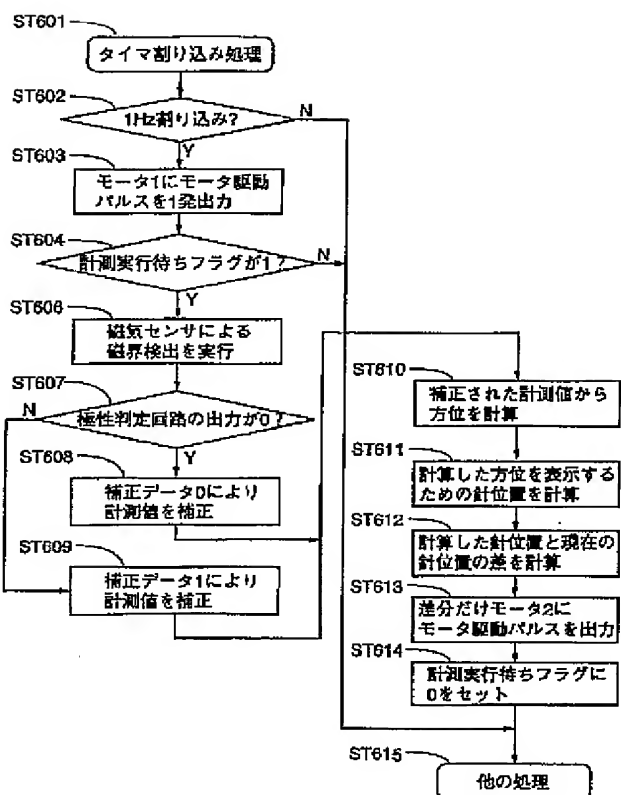 ST601
タイマ割り込み処理
ST602
1Hz割り込み?
N
Y
ST603
モータ1にモータ駆動
パルスを1発出力
ST604
計測実行待ちフラグが1?
N
Y
ST606
磁気センサによる
磁界検出を実行
ST607
N
極性判定回路の出力が0?
Y
ST608
補正データ0により
計測値を補正
ST609
補正データ1により
計測値を補正
ST610
補正された計測値から
方位を計算
ST611
計算した方位を表示する
ための針位置を計算
ST612
計算した針位置と現在の
針位置の差を計算
ST613
差分だけモータ2に
モータ駆動パルスを出力
ST614
計測実行待ちフラグに
0をセット
ST615
他の処理